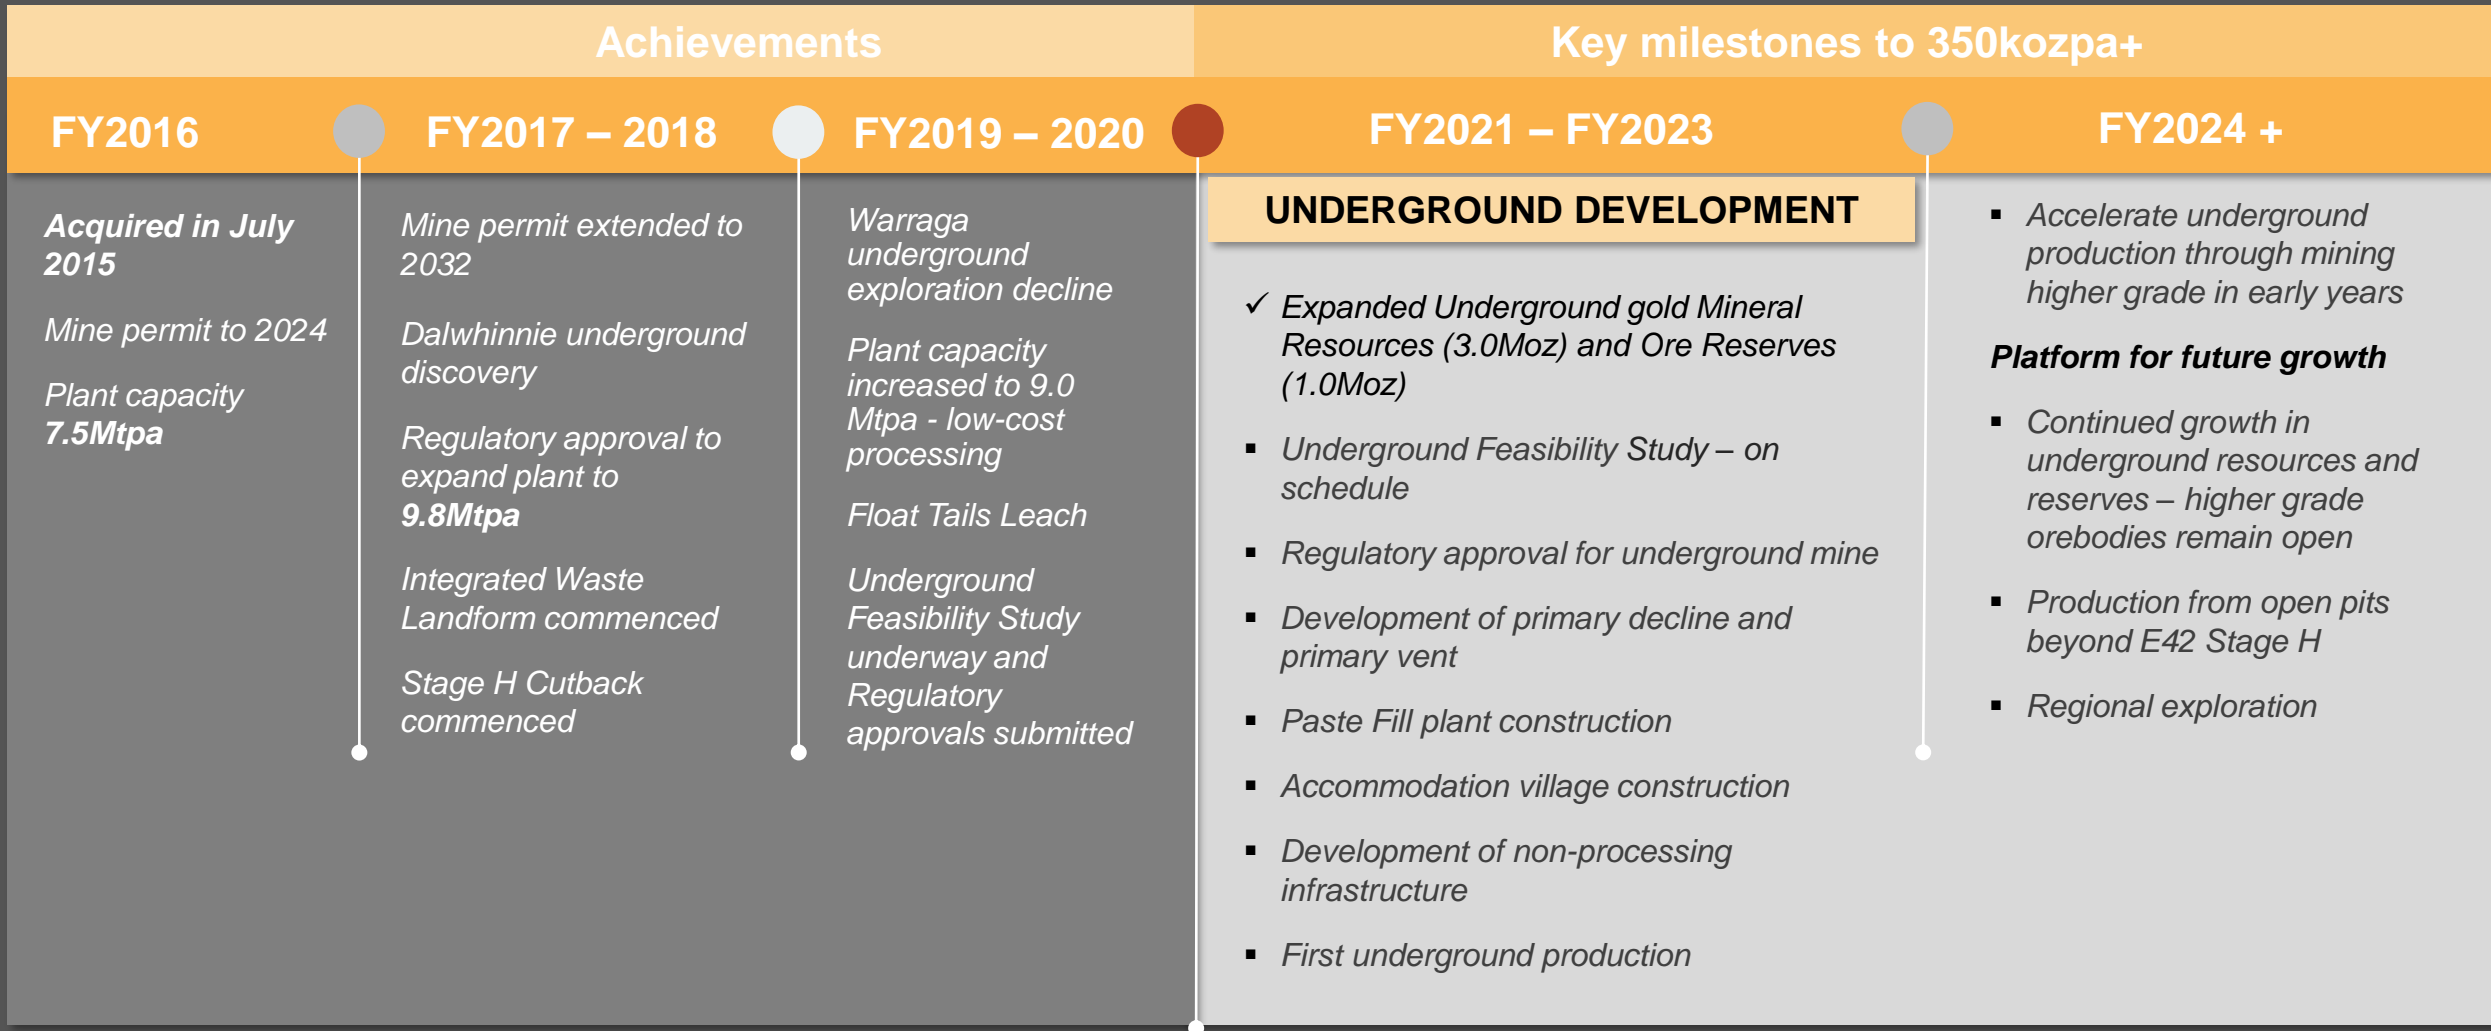 Achievements
Key milestones to 350kozpa+
FY2016
FY2017 – 2018
FY2019 – 2020
FY2021 – FY2023
FY2024 +
Acquired in July
2015
Mine permit to 2024
Plant capacity
7.5Mtpa
Mine permit extended to
2032
Dalwhinnie underground
discovery
Regulatory approval to
expand plant to
9.8Mtpa
Integrated Waste
Landform commenced
Stage H Cutback
commenced
Warraga
underground
exploration decline
Plant capacity
increased to 9.0
Mtpa - low-cost
processing
Float Tails Leach
Underground
Feasibility Study
underway and
Regulatory
approvals submitted
UNDERGROUND DEVELOPMENT
✓ Expanded Underground gold Mineral
Resources (3.0Moz) and Ore Reserves
(1.0Moz)
▪ Underground Feasibility Study – on
schedule
▪ Regulatory approval for underground mine
▪ Development of primary decline and
primary vent
▪ Paste Fill plant construction
▪ Accommodation village construction
▪ Development of non-processing
infrastructure
▪ First underground production
▪ Accelerate underground
production through mining
higher grade in early years
Platform for future growth
▪ Continued growth in
underground resources and
reserves – higher grade
orebodies remain open
▪ Production from open pits
beyond E42 Stage H
▪ Regional exploration